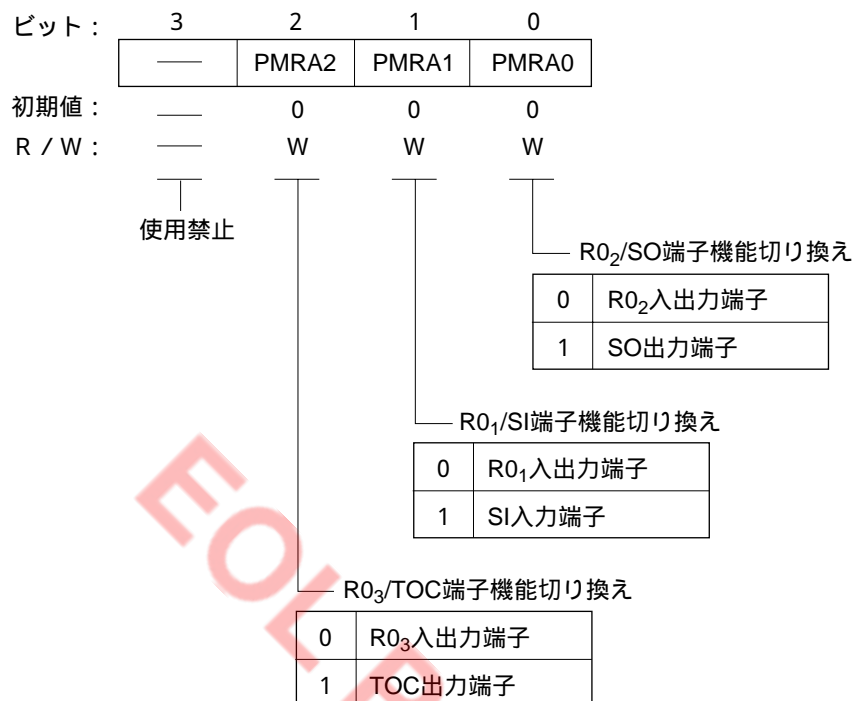 ビット： 3 2 1 0
— PMRA2 PMRA1 PMRA0
初期値： — 0 0 0
R／W： — W W W
使用禁止
R0₂/SO端子機能切り換え
0 R0₂入出力端子
1 SO出力端子
R0₁/SI端子機能切り換え
0 R0₁入出力端子
1 SI入力端子
R0₃/TOC端子機能切り換え
0 R0₃入出力端子
1 TOC出力端子
EOL